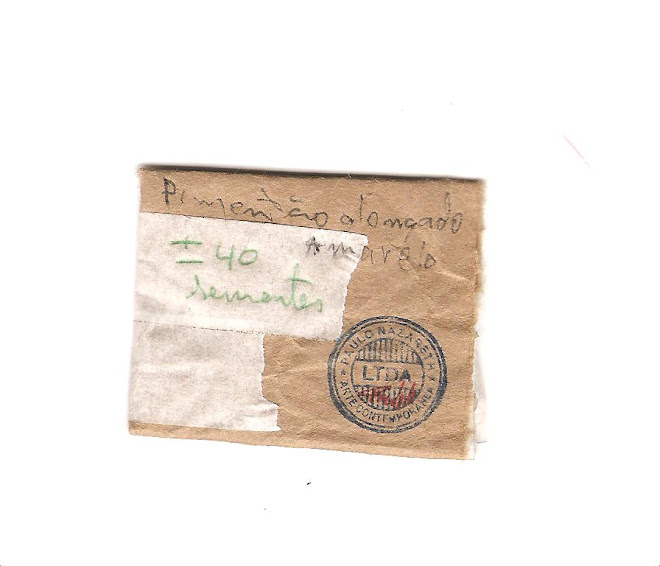 Pimentão alongado
Amarelo
± 40
sementes
PAULO NAZARETH
LTDA
ARTE CONTEMPORANEA